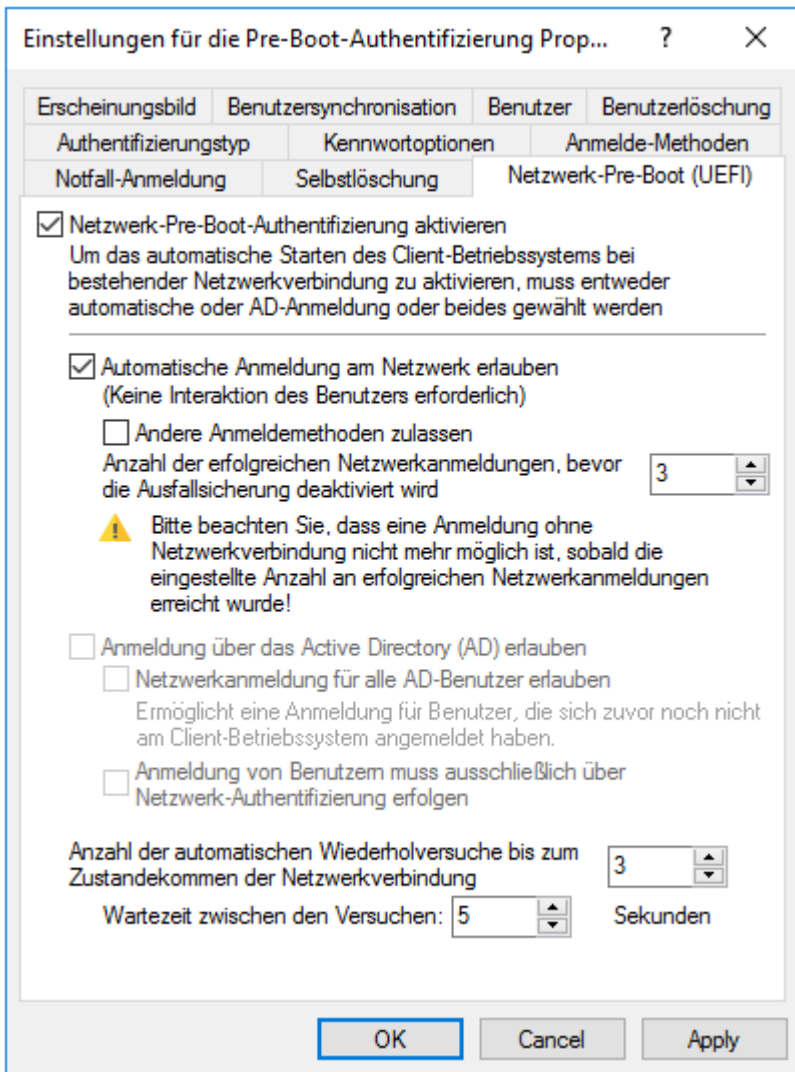 Einstellungen für die Pre-Boot-Authentifizierung Prop... ?
Erscheinungsbild Benutzersynchronisation Benutzer Benutzerlöschung
Authentifizierungstyp Kennwortoptionen Anmelde-Methoden
Notfall-Anmeldung Selbstlöschung Netzwerk-Pre-Boot (UEFI)
Netzwerk-Pre-Boot-Authentifizierung aktivieren
Um das automatische Starten des Client-Betriebssystems bei
bestehender Netzwerkverbindung zu aktivieren, muss entweder
automatische oder AD-Anmeldung oder beides gewählt werden
Automatische Anmeldung am Netzwerk erlauben
(Keine Interaktion des Benutzers erforderlich)
Andere Anmeldemethoden zulassen
Anzahl der erfolgreichen Netzwerkanmeldungen, bevor
die Ausfallsicherung deaktiviert wird 3
Bitte beachten Sie, dass eine Anmeldung ohne
Netzwerkverbindung nicht mehr möglich ist, sobald die
eingestellte Anzahl an erfolgreichen Netzwerkanmeldungen
erreicht wurde!
Anmeldung über das Active Directory (AD) erlauben
Netzwerkanmeldung für alle AD-Benutzer erlauben
Ermöglicht eine Anmeldung für Benutzer, die sich zuvor noch nicht
am Client-Betriebssystem angemeldet haben.
Anmeldung von Benutzern muss ausschließlich über
Netzwerk-Authentifizierung erfolgen
Anzahl der automatischen Wiederholversuche bis zum
Zustandekommen der Netzwerkverbindung 3
Wartezeit zwischen den Versuchen: 5 Sekunden
OK Cancel Apply